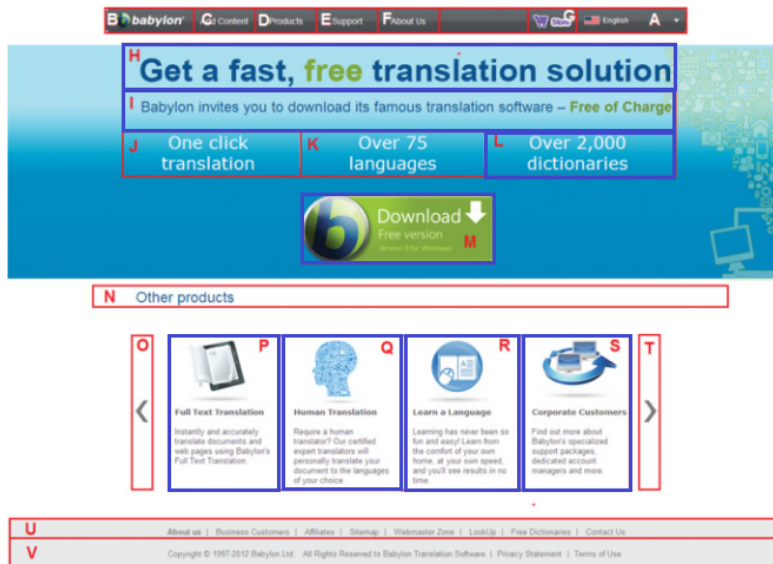 B babylon C Ad Content D Products E Support F About Us Store G English A
H Get a fast, free translation solution
I Babylon invites you to download its famous translation software – Free of Charge
J One click translation
K Over 75 languages
L Over 2,000 dictionaries
Download
Free version
Version 9 for Windows M
N Other products
O
P
Full Text Translation
Instantly and accurately
translate documents and
web pages using Babylon's
Full Text Translation.
Q
Human Translation
Require a human
translator? Our certified
expert translators will
personally translate your
document to the languages
of your choice.
R
Learn a Language
Learning has never been so
fun and easy! Learn from
the comfort of your own
home, at your own speed,
and you'll see results in no
time.
S
Corporate Customers
Find out more about
Babylon's specialized
support packages,
dedicated account
managers and more.
T
U About us | Business Customers | Affiliates | Sitemap | Webmaster Zone | LookUp | Free Dictionaries | Contact Us
V Copyright © 1997-2012 Babylon Ltd. All Rights Reserved to Babylon Translation Software. | Privacy Statement | Terms of Use